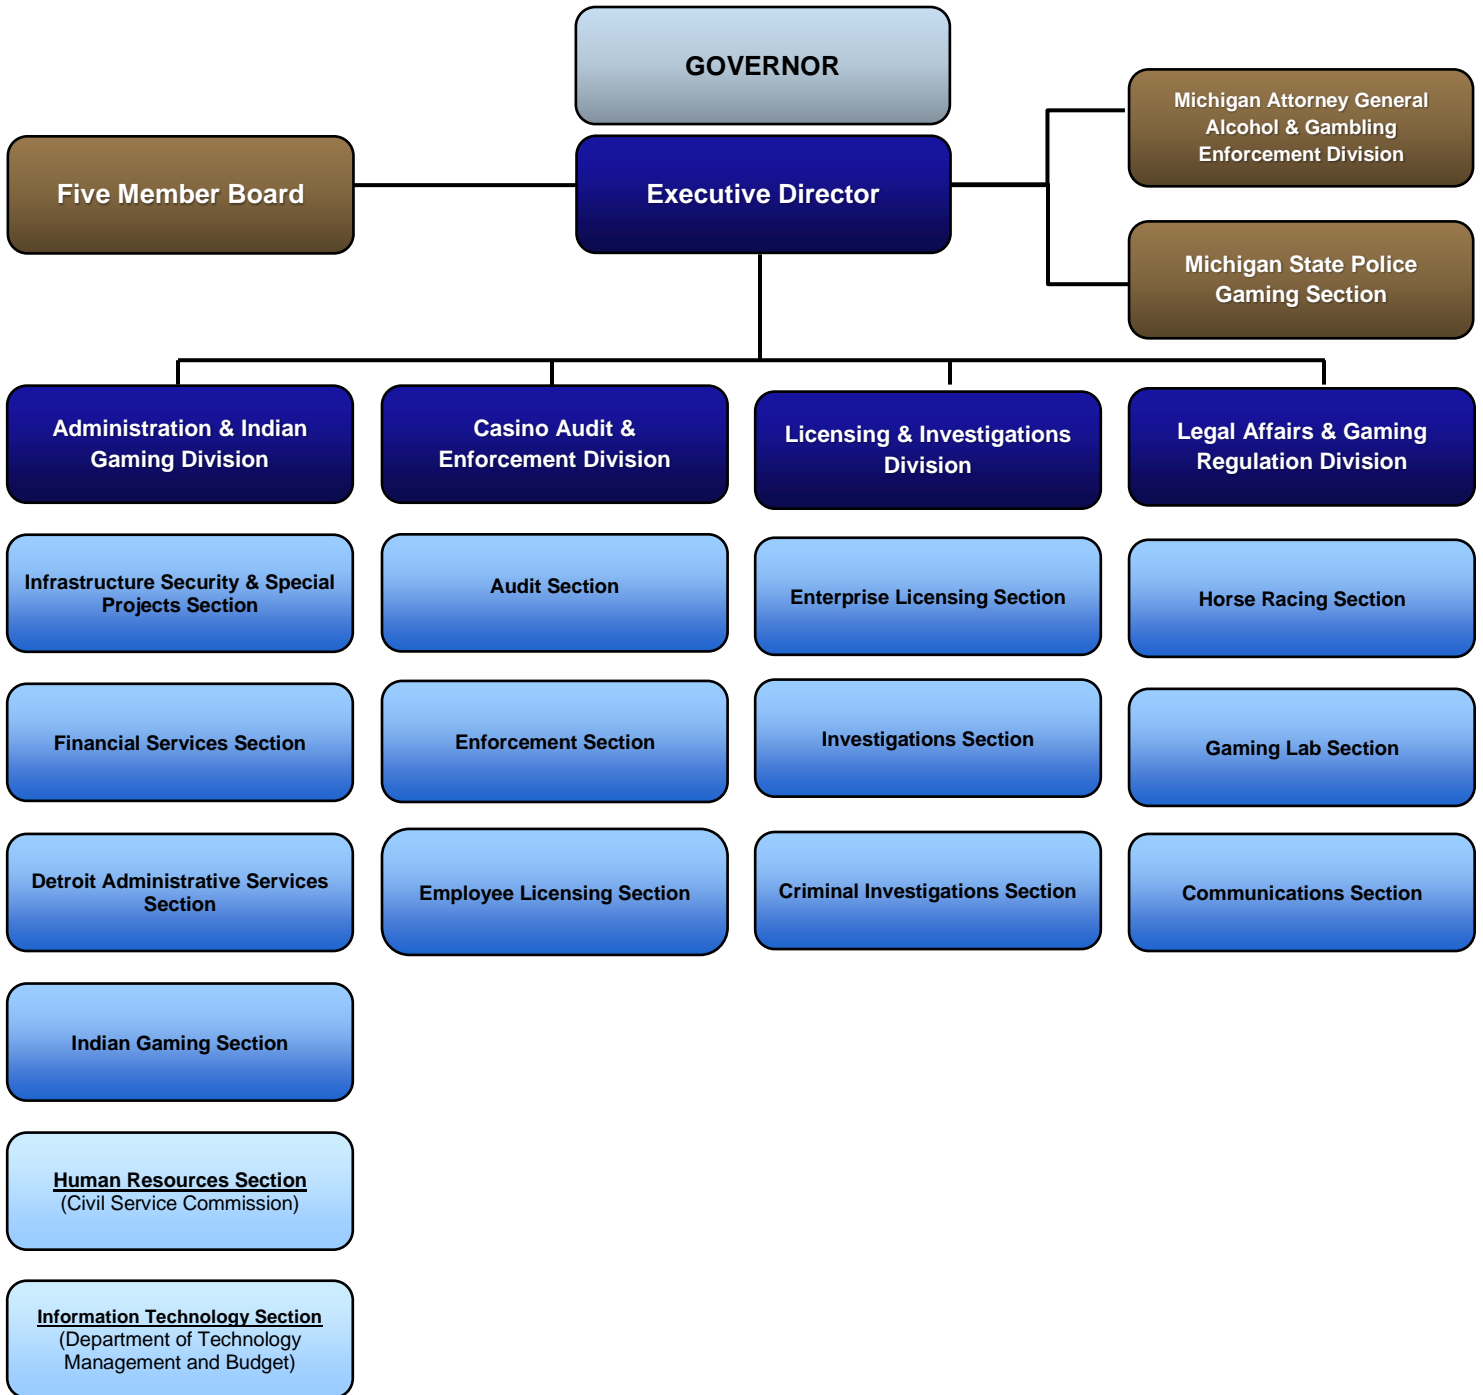 GOVERNOR
Michigan Attorney General
Alcohol & Gambling
Enforcement Division
Five Member Board
Executive Director
Michigan State Police
Gaming Section
Administration & Indian
Gaming Division
Casino Audit &
Enforcement Division
Licensing & Investigations
Division
Legal Affairs & Gaming
Regulation Division
Infrastructure Security & Special
Projects Section
Audit Section
Enterprise Licensing Section
Horse Racing Section
Financial Services Section
Enforcement Section
Investigations Section
Gaming Lab Section
Detroit Administrative Services
Section
Employee Licensing Section
Criminal Investigations Section
Communications Section
Indian Gaming Section
Human Resources Section
(Civil Service Commission)
Information Technology Section
(Department of Technology
Management and Budget)